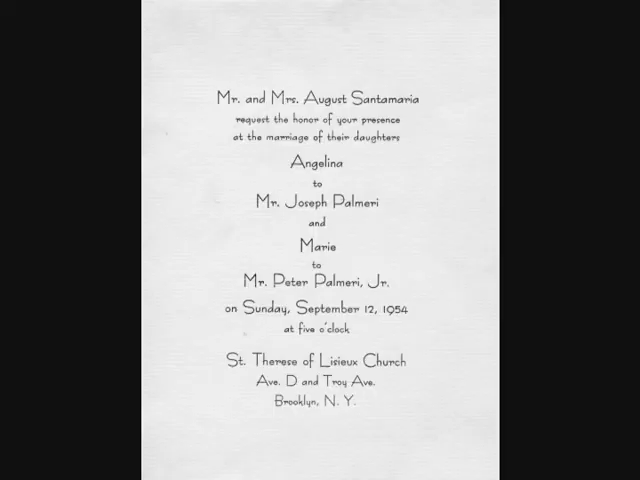 Mr. and Mrs. August Santamaria
request the honor of your presence
at the marriage of their daughters
Angelina
to
Mr. Joseph Palmeri
and
Marie
to
Mr. Peter Palmeri, Jr.
on Sunday, September 12, 1954
at five o'clock
St. Therese of Lisieux Church
Ave. D and Troy Ave.
Brooklyn, N. Y.